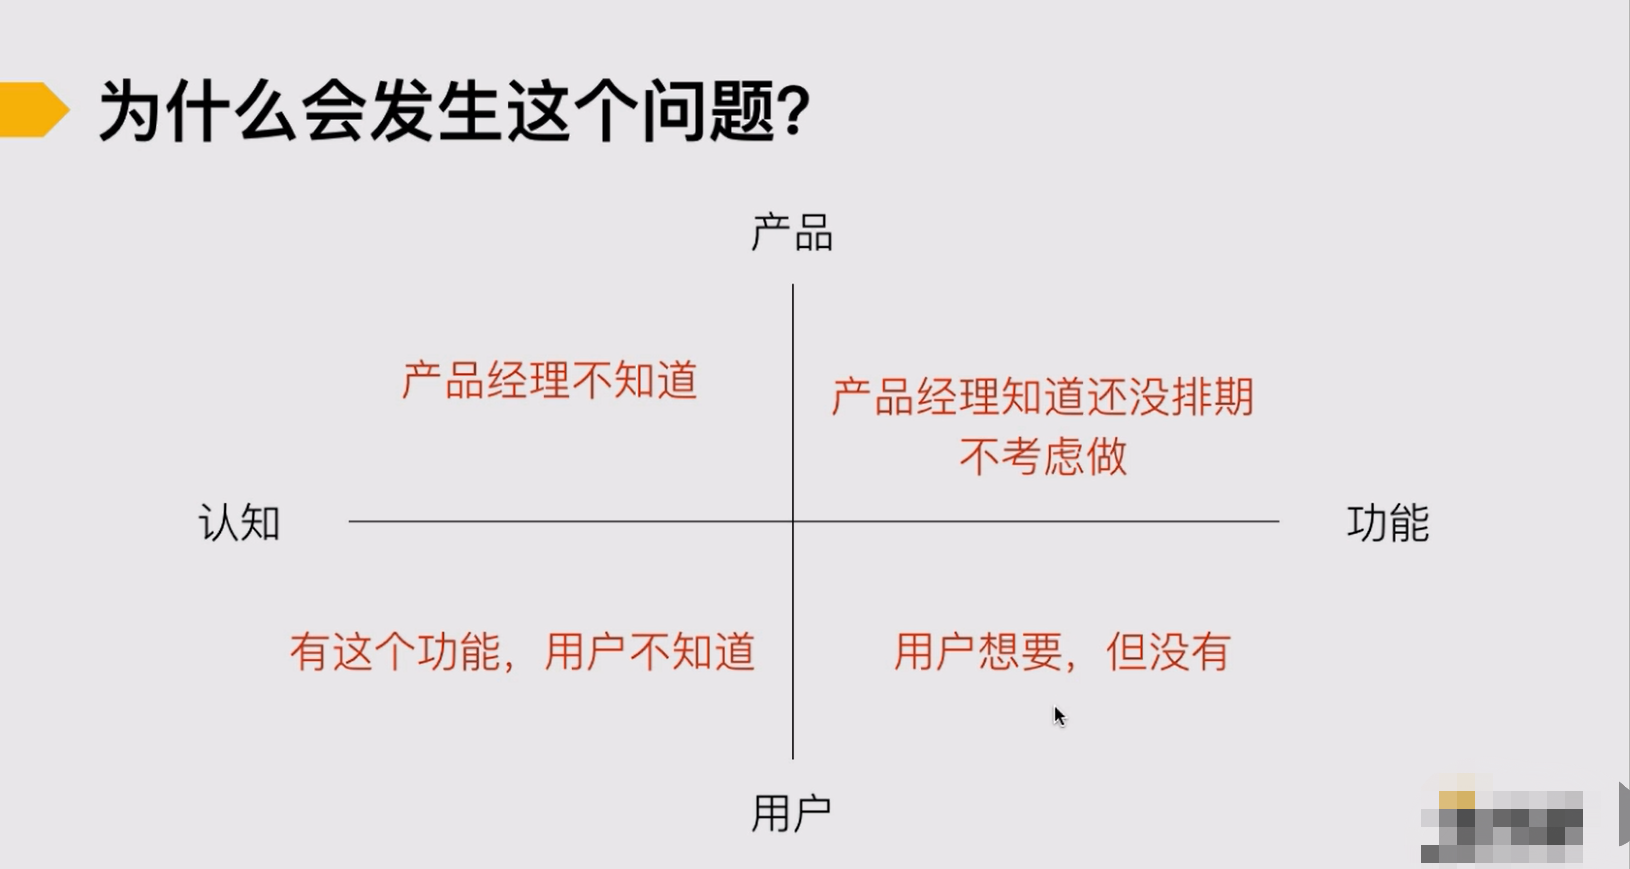 为什么会发生这个问题?
产品
产品经理不知道
产品经理知道还没排期
不考虑做
认知
功能
有这个功能，用户不知道
用户想要，但没有
用户